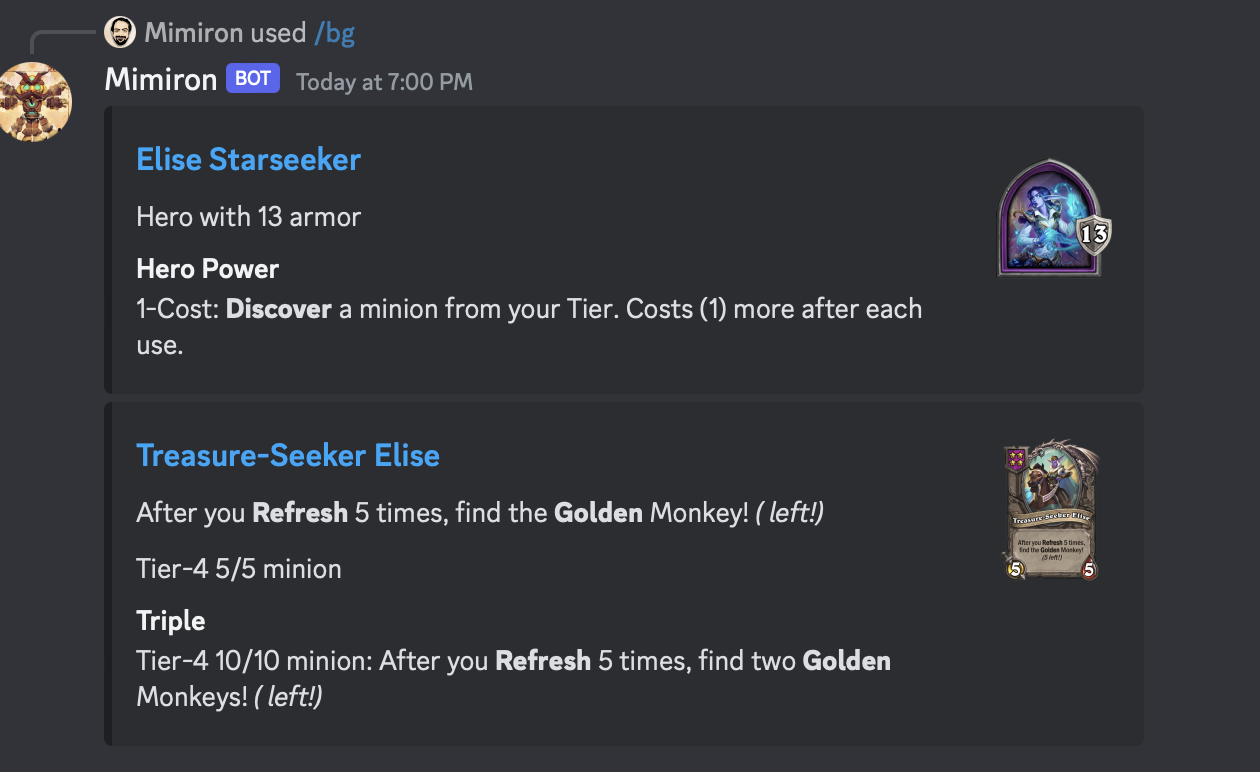 Mimiron used /bg
Mimiron BOT Today at 7:00 PM
Elise Starseeker
Hero with 13 armor
13
Hero Power
1-Cost: Discover a minion from your Tier. Costs (1) more after each
use.
Treasure-Seeker Elise
After you Refresh 5 times, find the Golden Monkey! ( left!)
Tier-4 5/5 minion
Triple
Tier-4 10/10 minion: After you Refresh 5 times, find two Golden
Monkeys! ( left!)
Treasure-Seeker Elise
After you Refresh 5 times,
find the Golden Monkey!
(5 left!)
5 5